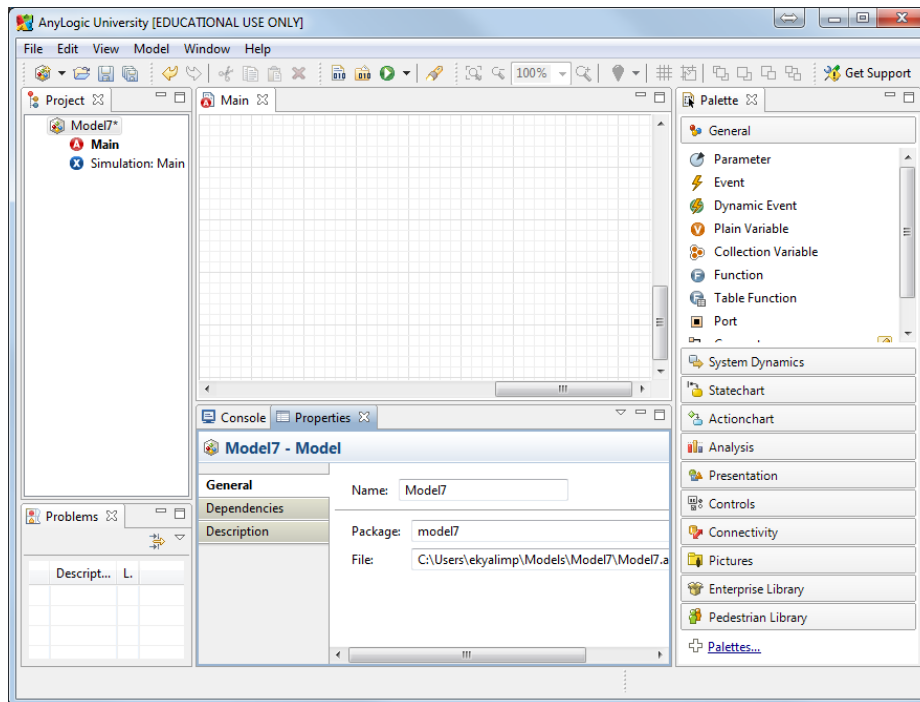 AnyLogic University [EDUCATIONAL USE ONLY]
File Edit View Model Window Help
100%
Get Support
Project
Model7*
Main
Simulation: Main
Main
Palette
General
Parameter
Event
Dynamic Event
Plain Variable
Collection Variable
Function
Table Function
Port
System Dynamics
Statechart
Actionchart
Analysis
Presentation
Controls
Connectivity
Pictures
Enterprise Library
Pedestrian Library
Palettes...
Console Properties
Model7 - Model
General
Dependencies
Description
Name: Model7
Package: model7
File: C:\Users\ekyalimp\Models\Model7\Model7.a
Problems
Descript... L.